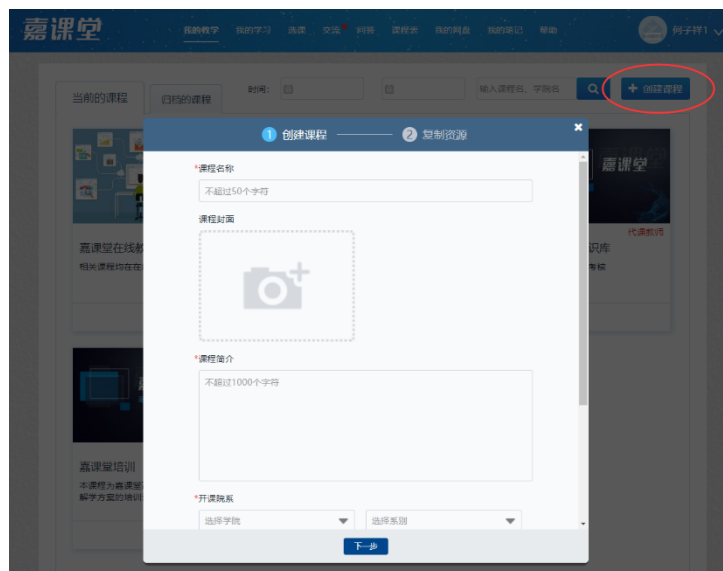 嘉课堂
我的教学 我的学习 选课 交流 问答 课程表 我的网盘 我的笔记 帮助 何子祥1
当前的课程 归档的课程 时间: 输入课程名、学院名 + 创建课程
1 创建课程 2 复制资源
*课程名称
不超过50个字符
课程封面
*课程简介
不超过1000个字符
*开课院系
选择学院 选择系别
下一步
嘉课堂在线教
相关课程均在在
嘉课堂
代课教师
识库
考核
嘉课堂培训
本课程为嘉课堂
解学方案的培训